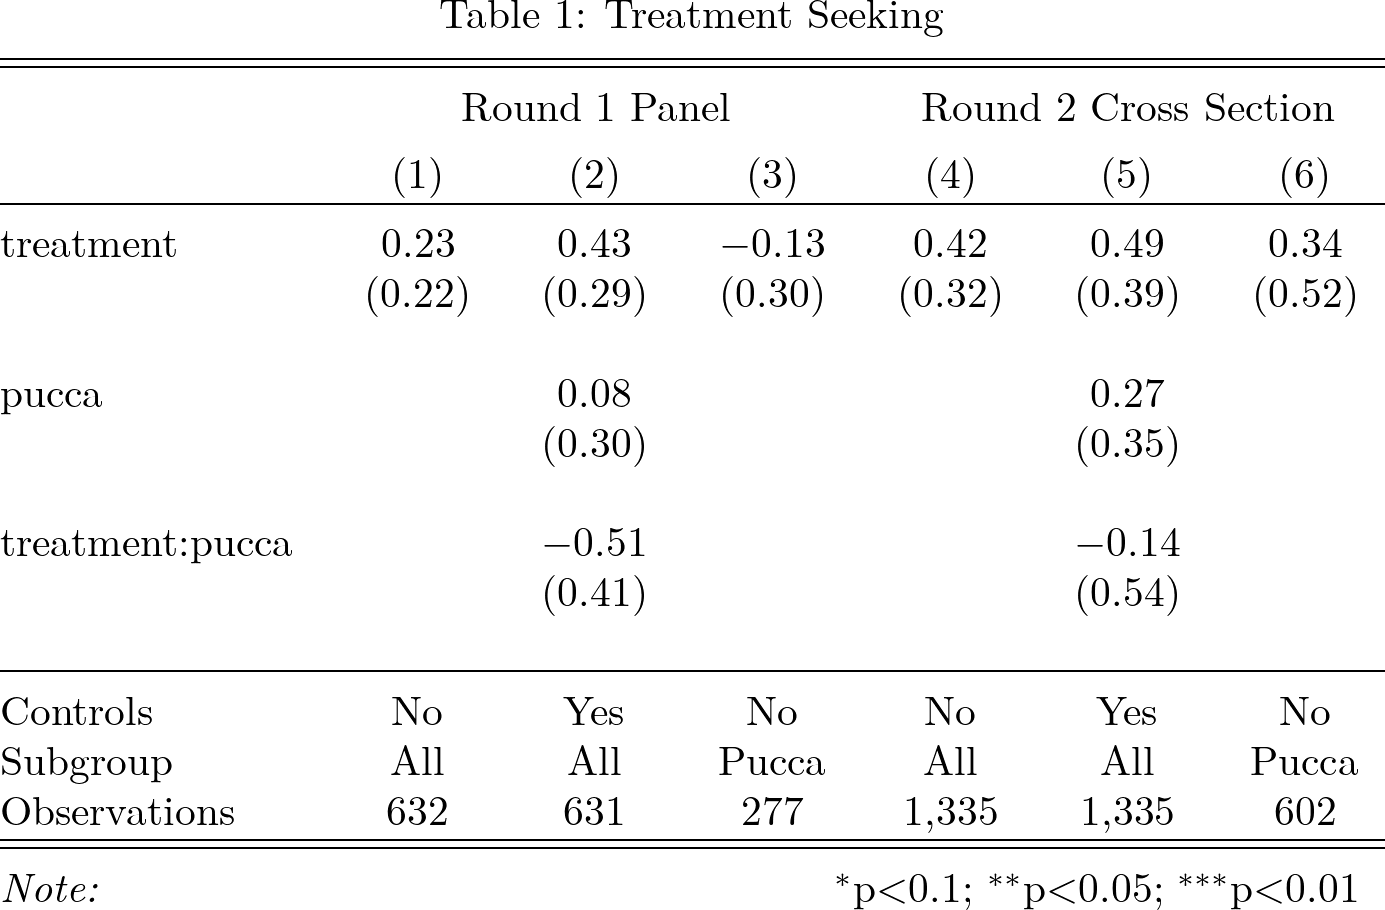 Table 1: Treatment Seeking
Round 1 Panel Round 2 Cross Section
(1) (2) (3) (4) (5) (6)
treatment 0.23 0.43 −0.13 0.42 0.49 0.34
(0.22) (0.29) (0.30) (0.32) (0.39) (0.52)
pucca 0.08 0.27
(0.30) (0.35)
treatment:pucca −0.51 −0.14
(0.41) (0.54)
Controls No Yes No No Yes No
Subgroup All All Pucca All All Pucca
Observations 632 631 277 1,335 1,335 602
Note: *p<0.1; **p<0.05; ***p<0.01